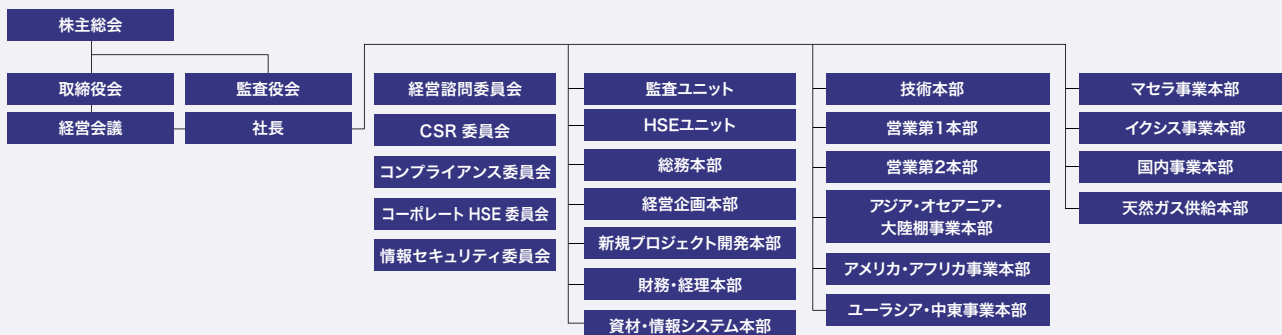 株主総会
取締役会
監査役会
経営会議
社長
経営諮問委員会
CSR 委員会
コンプライアンス委員会
コーポレート HSE 委員会
情報セキュリティ委員会
監査ユニット
HSEユニット
総務本部
経営企画本部
新規プロジェクト開発本部
財務・経理本部
資材・情報システム本部
技術本部
営業第1本部
営業第2本部
アジア・オセアニア・
大陸棚事業本部
アメリカ・アフリカ事業本部
ユーラシア・中東事業本部
マセラ事業本部
イクシス事業本部
国内事業本部
天然ガス供給本部